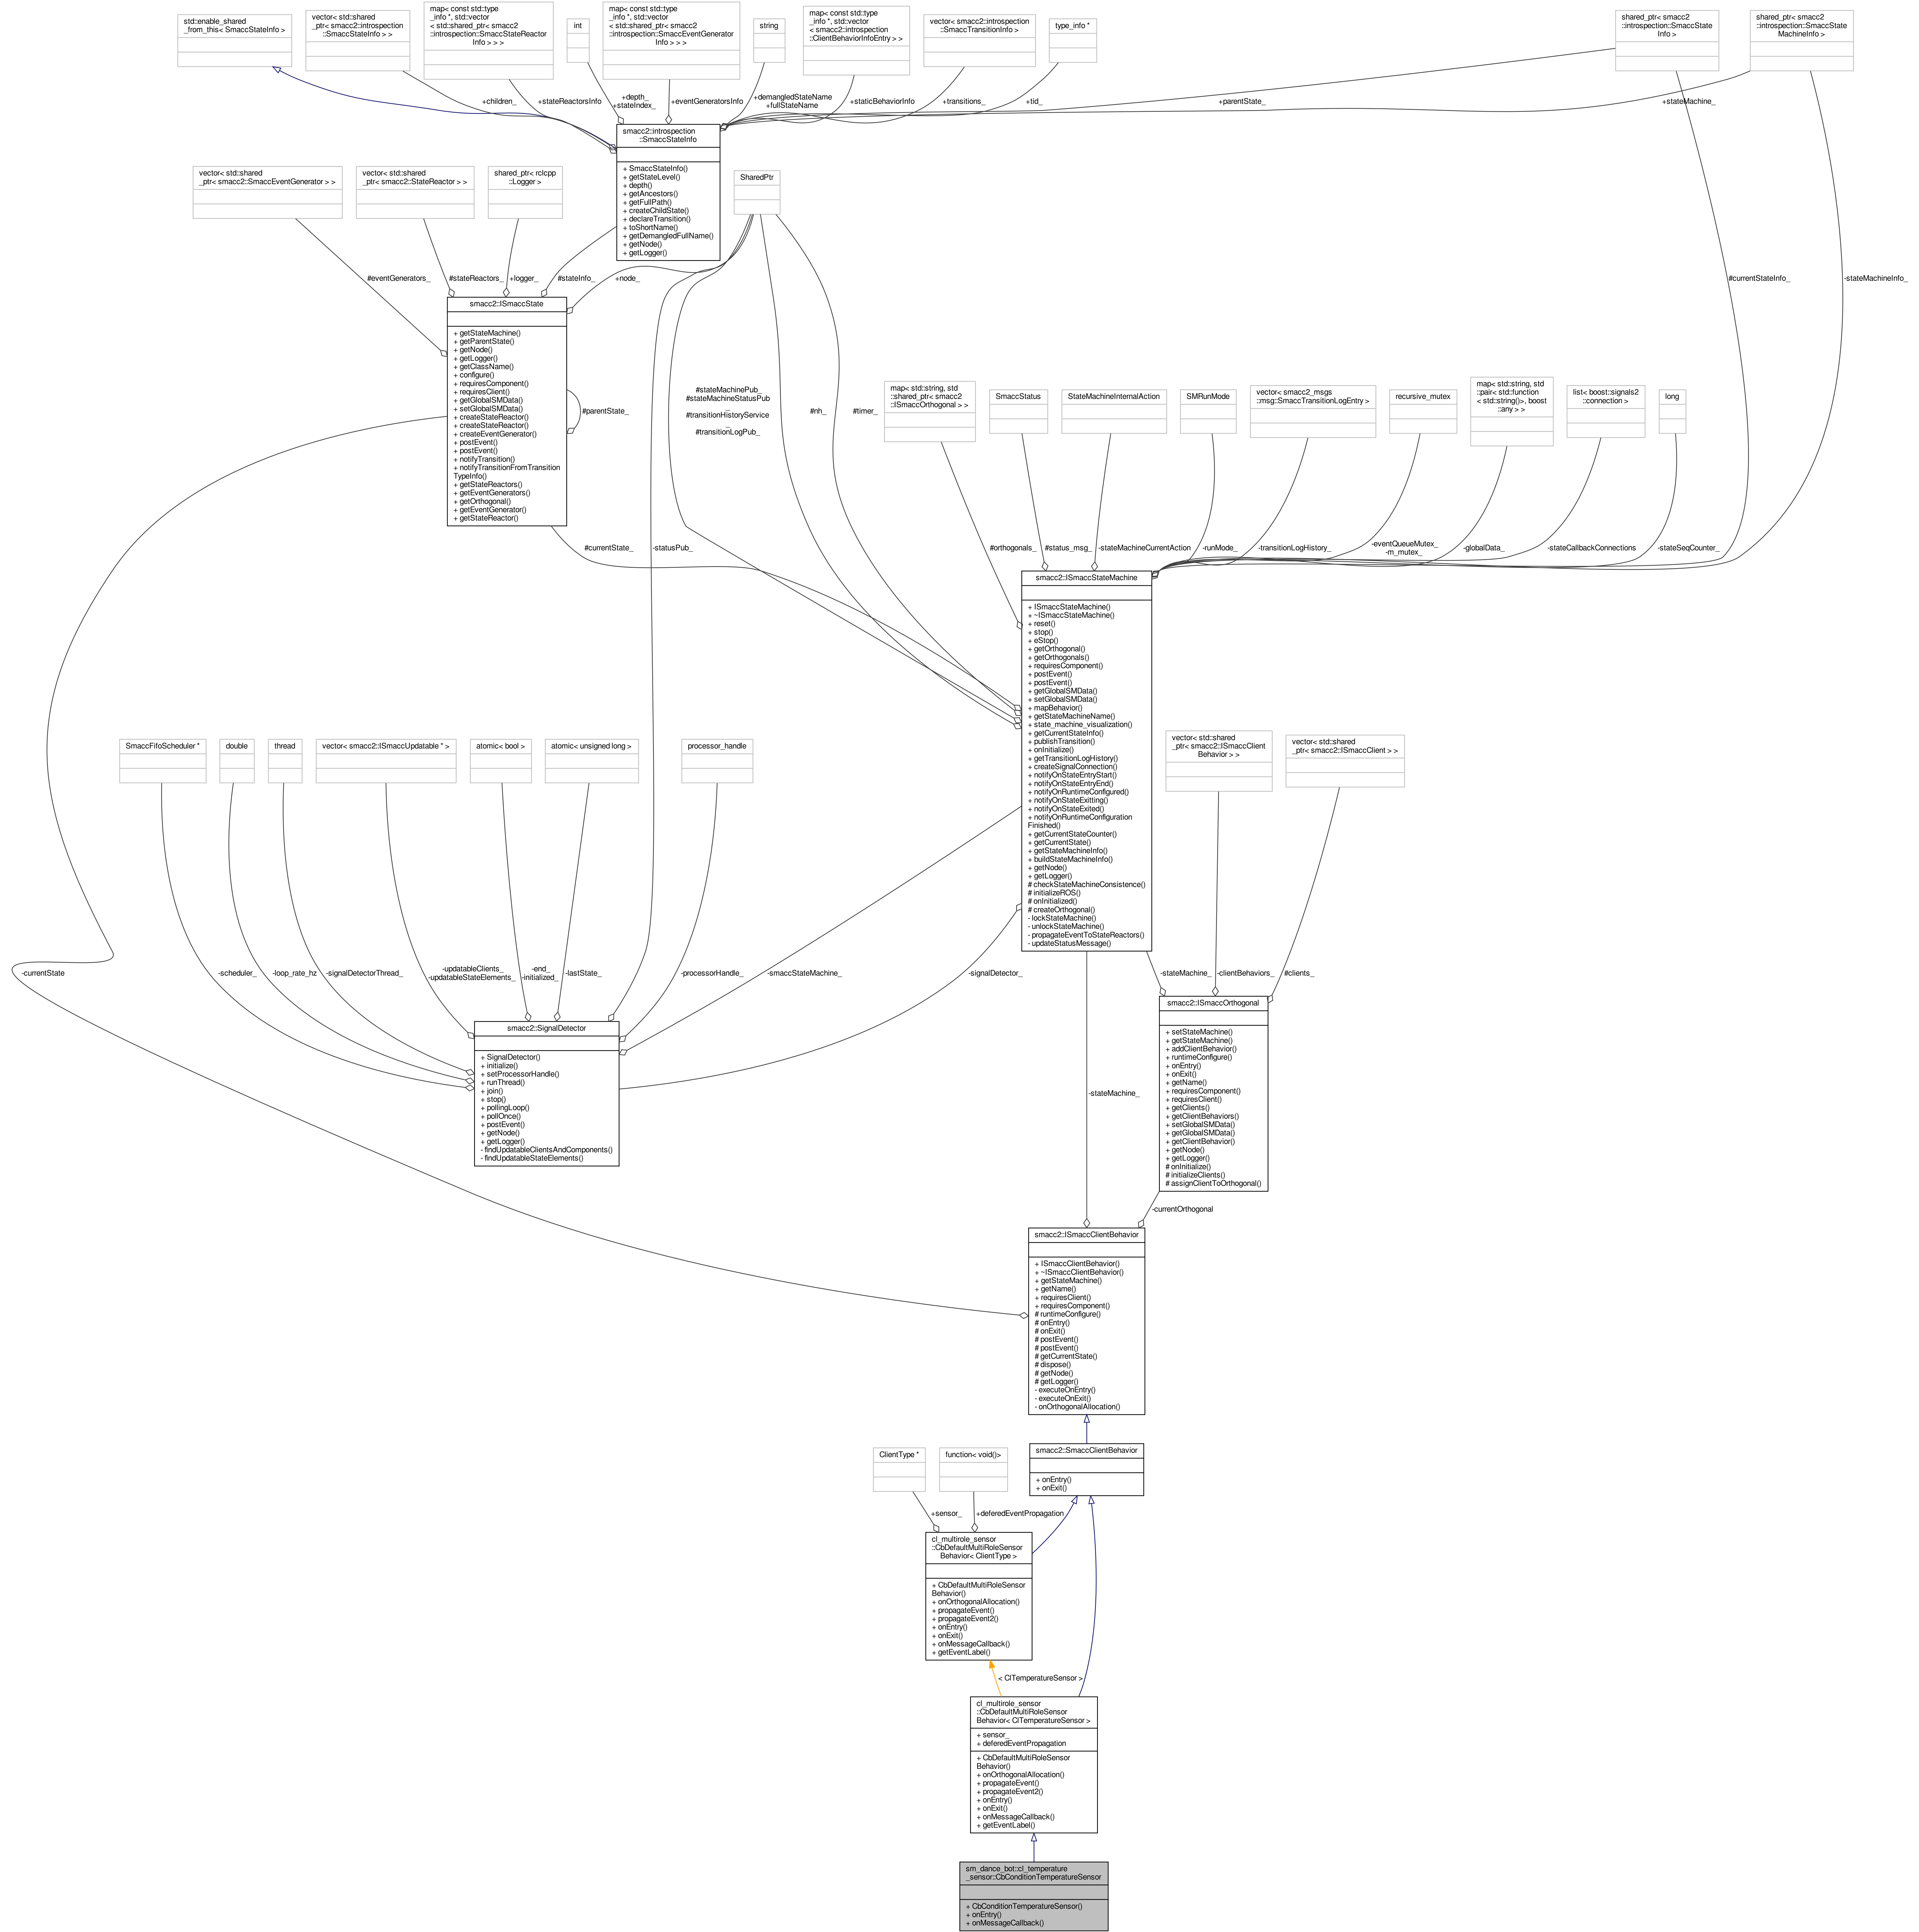 std::enable_shared
_from_this< SmaccStateInfo >
vector< std::shared
_ptr< smacc2::introspection
::SmaccStateInfo > >
map< const std::type
_info *, std::vector
< std::shared_ptr< smacc2
::introspection::SmaccStateReactor
Info > > >
int
map< const std::type
_info *, std::vector
< std::shared_ptr< smacc2
::introspection::SmaccEventGenerator
Info > > >
string
map< const std::type
_info *, std::vector
< smacc2::introspection
::ClientBehaviorInfoEntry > >
vector< smacc2::introspection
::SmaccTransitionInfo >
type_info *
shared_ptr< smacc2
::introspection::SmaccState
Info >
shared_ptr< smacc2
::introspection::SmaccState
MachineInfo >
+children_
+stateReactorsInfo
+depth_
+stateIndex_
+eventGeneratorsInfo
+demangledStateName
+fullStateName
+staticBehaviorInfo
+transitions_
+tid_
+parentState_
+stateMachine_
smacc2::introspection
::SmaccStateInfo
+ SmaccStateInfo()
+ getStateLevel()
+ depth()
+ getAncestors()
+ getFullPath()
+ createChildState()
+ declareTransition()
+ toShortName()
+ getDemangledFullName()
+ getNode()
+ getLogger()
vector< std::shared
_ptr< smacc2::SmaccEventGenerator > >
vector< std::shared
_ptr< smacc2::StateReactor > >
shared_ptr< rclcpp
::Logger >
SharedPtr
#eventGenerators_
#stateReactors_
+logger_
#stateInfo_
+node_
#currentStateInfo_
-stateMachineInfo_
smacc2::ISmaccState
+ getStateMachine()
+ getParentState()
+ getNode()
+ getLogger()
+ getClassName()
+ configure()
+ requiresComponent()
+ requiresClient()
+ getGlobalSMData()
+ setGlobalSMData()
+ createStateReactor()
+ createStateReactor()
+ createEventGenerator()
+ postEvent()
+ postEvent()
+ notifyTransition()
+ notifyTransitionFromTransition
TypeInfo()
+ getStateReactors()
+ getEventGenerators()
+ getOrthogonal()
+ getEventGenerator()
+ getStateReactor()
#parentState_
#stateMachinePub_
#stateMachineStatusPub
_
#transitionHistoryService
_
#transitionLogPub_
#nh_
#timer_
map< std::string, std
::shared_ptr< smacc2
::ISmaccOrthogonal > >
SmaccStatus
StateMachineInternalAction
SMRunMode
vector< smacc2_msgs
::msg::SmaccTransitionLogEntry >
recursive_mutex
map< std::string, std
::pair< std::function
< std::string()>, boost
::any > >
list< boost::signals2
::connection >
long
#currentState_
-statusPub_
#orthogonals_
#status_msg_
-stateMachineCurrentAction
-runMode_
-transitionLogHistory_
-eventQueueMutex_
-m_mutex_
-globalData_
-stateCallbackConnections
-stateSeqCounter_
smacc2::ISmaccStateMachine
+ ISmaccStateMachine()
+ ~ISmaccStateMachine()
+ reset()
+ stop()
+ eStop()
+ getOrthogonal()
+ getOrthogonals()
+ requiresComponent()
+ postEvent()
+ postEvent()
+ getGlobalSMData()
+ setGlobalSMData()
+ mapBehavior()
+ getStateMachineName()
+ state_machine_visualization()
+ getCurrentStateInfo()
+ publishTransition()
+ onInitialize()
+ getTransitionLogHistory()
+ createSignalConnection()
+ notifyOnStateEntryStart()
+ notifyOnStateEntryEnd()
+ notifyOnRuntimeConfigured()
+ notifyOnStateExitting()
+ notifyOnStateExited()
+ notifyOnRuntimeConfiguration
Finished()
+ getCurrentStateCounter()
+ getCurrentState()
+ getStateMachineInfo()
+ buildStateMachineInfo()
+ getNode()
+ getLogger()
# checkStateMachineConsistence()
# initializeROS()
# onInitialized()
# createOrthogonal()
- lockStateMachine()
- unlockStateMachine()
- propagateEventToStateReactors()
- updateStatusMessage()
SmaccFifoScheduler *
double
thread
vector< smacc2::ISmaccUpdatable * >
atomic< bool >
atomic< unsigned long >
processor_handle
vector< std::shared
_ptr< smacc2::ISmaccClient
Behavior > >
vector< std::shared
_ptr< smacc2::ISmaccClient > >
-currentState
-scheduler_
-loop_rate_hz
-signalDetectorThread_
-updatableClients_
-updatableStateElements_
-end_
-initialized_
-lastState_
-processorHandle_
-smaccStateMachine_
-signalDetector_
-stateMachine_
-clientBehaviors_
#clients_
smacc2::SignalDetector
+ SignalDetector()
+ initialize()
+ setProcessorHandle()
+ runThread()
+ join()
+ stop()
+ pollingLoop()
+ pollOnce()
+ postEvent()
+ getNode()
+ getLogger()
- findUpdatableClientsAndComponents()
- findUpdatableStateElements()
smacc2::ISmaccOrthogonal
+ setStateMachine()
+ getStateMachine()
+ addClientBehavior()
+ runtimeConfigure()
+ onEntry()
+ onExit()
+ getName()
+ requiresComponent()
+ requiresClient()
+ getClients()
+ getClientBehaviors()
+ setGlobalSMData()
+ getGlobalSMData()
+ getClientBehavior()
+ getNode()
+ getLogger()
# onInitialize()
# initializeClients()
# assignClientToOrthogonal()
-stateMachine_
-currentOrthogonal
smacc2::ISmaccClientBehavior
+ ISmaccClientBehavior()
+ ~ISmaccClientBehavior()
+ getStateMachine()
+ getName()
+ requiresClient()
+ requiresComponent()
# runtimeConfigure()
# onEntry()
# onExit()
# postEvent()
# postEvent()
# getCurrentState()
# dispose()
# getNode()
# getLogger()
- executeOnEntry()
- executeOnExit()
- onOrthogonalAllocation()
ClientType *
function< void()>
smacc2::SmaccClientBehavior
+ onEntry()
+ onExit()
+sensor_
+deferedEventPropagation
cl_multirole_sensor
::CbDefaultMultiRoleSensor
Behavior< ClientType >
+ CbDefaultMultiRoleSensor
Behavior()
+ onOrthogonalAllocation()
+ propagateEvent()
+ propagateEvent2()
+ onEntry()
+ onExit()
+ onMessageCallback()
+ getEventLabel()
< ClTemperatureSensor >
cl_multirole_sensor
::CbDefaultMultiRoleSensor
Behavior< ClTemperatureSensor >
+ sensor_
+ deferedEventPropagation
+ CbDefaultMultiRoleSensor
Behavior()
+ onOrthogonalAllocation()
+ propagateEvent()
+ propagateEvent2()
+ onEntry()
+ onExit()
+ onMessageCallback()
+ getEventLabel()
sm_dance_bot::cl_temperature
_sensor::CbConditionTemperatureSensor
+ CbConditionTemperatureSensor()
+ onEntry()
+ onMessageCallback()